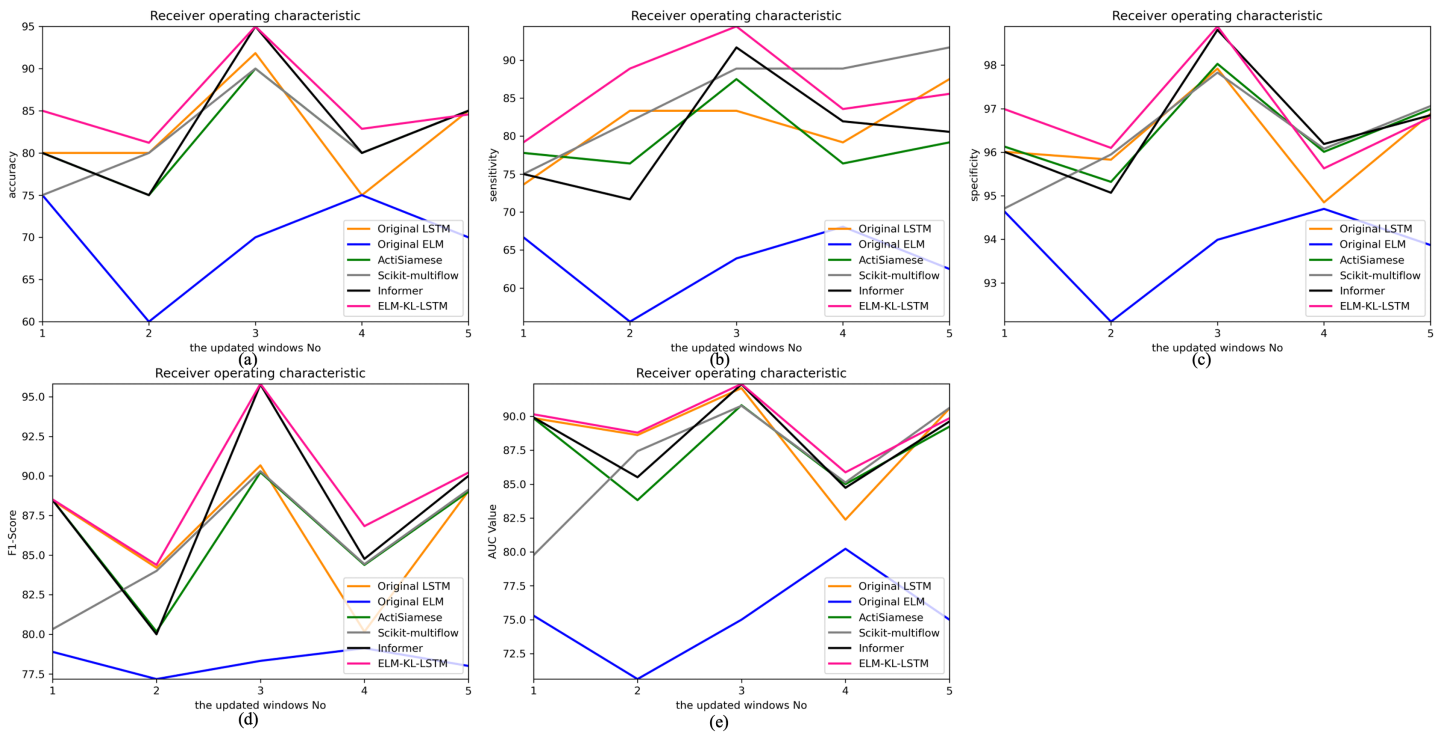 Receiver operating characteristic
95
90
85
80
75
70
65
60
accuracy
Original LSTM
Original ELM
ActiSiamese
Scikit-multiflow
Informer
ELM-KL-LSTM
1 2 3 4 5
the updated windows No
(a)
Receiver operating characteristic
90
85
80
75
70
65
60
sensitivity
Original LSTM
Original ELM
ActiSiamese
Scikit-multiflow
Informer
ELM-KL-LSTM
1 2 3 4 5
the updated windows No
(b)
Receiver operating characteristic
98
97
96
95
94
93
specificity
Original LSTM
Original ELM
ActiSiamese
Scikit-multiflow
Informer
ELM-KL-LSTM
1 2 3 4 5
the updated windows No
(c)
Receiver operating characteristic
95.0
92.5
90.0
87.5
85.0
82.5
80.0
77.5
F1-Score
Original LSTM
Original ELM
ActiSiamese
Scikit-multiflow
Informer
ELM-KL-LSTM
1 2 3 4 5
the updated windows No
(d)
Receiver operating characteristic
90.0
87.5
85.0
82.5
80.0
77.5
75.0
72.5
AUC Value
Original LSTM
Original ELM
ActiSiamese
Scikit-multiflow
Informer
ELM-KL-LSTM
1 2 3 4 5
the updated windows No
(e)